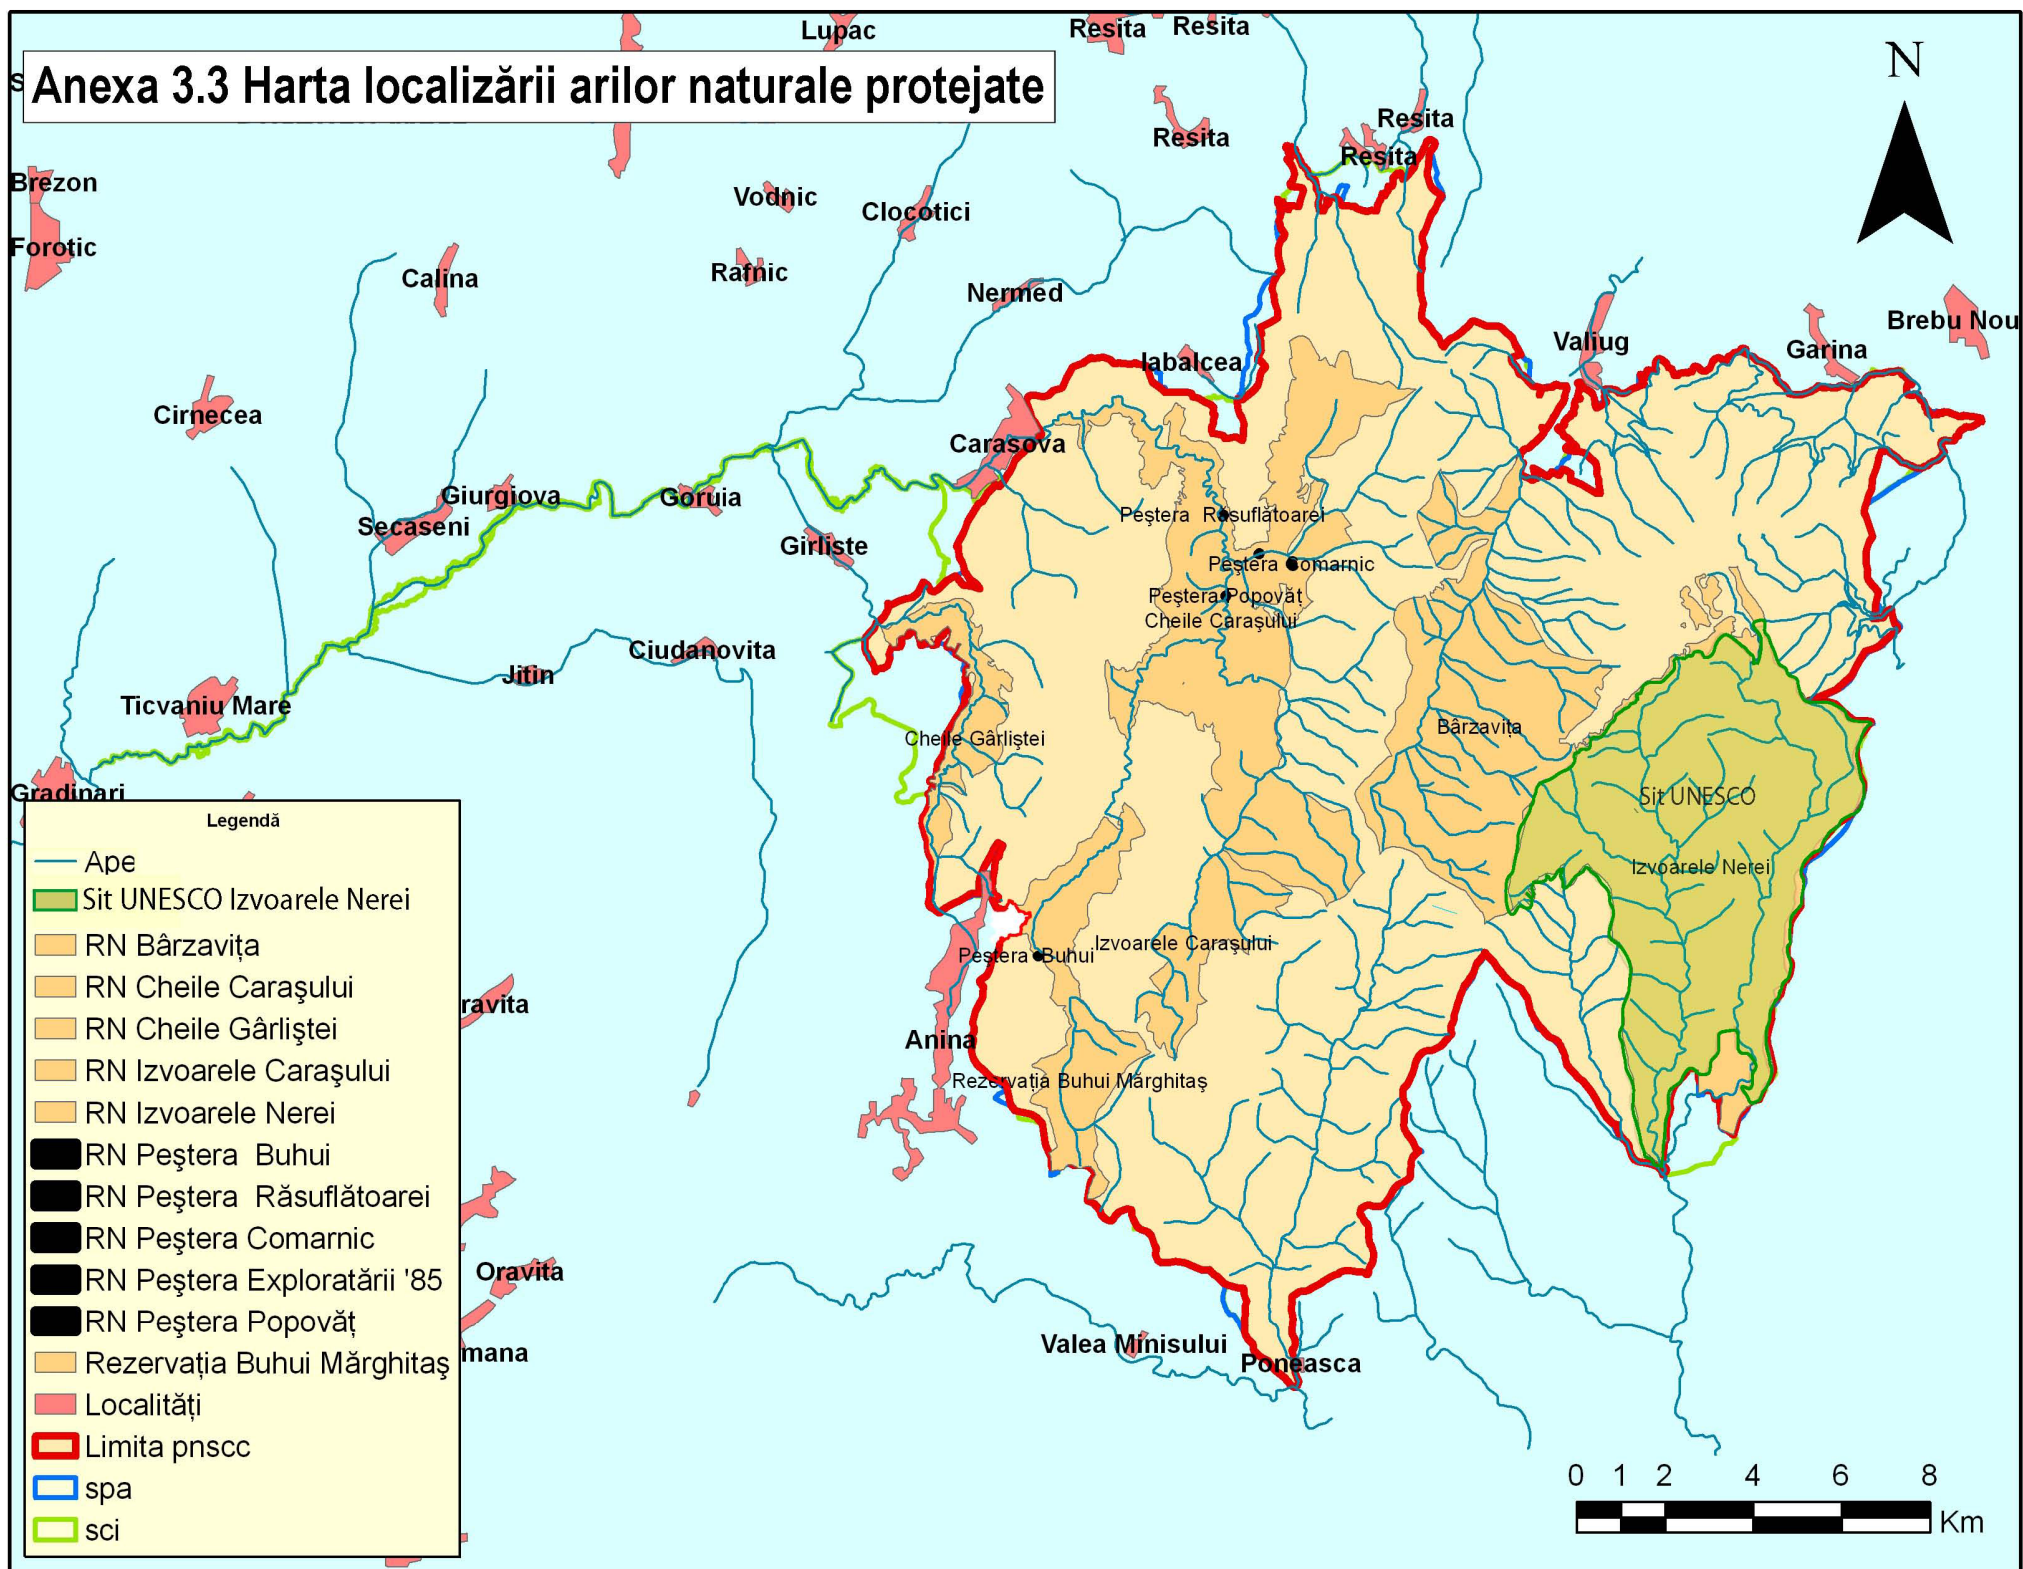 Lupac
Resita
Resita
Anexa 3.3 Harta localizării arilor naturale protejate
N
Resita
Resita
Resita
Brezon
Vodnic
Clocotici
Forotic
Calina
Rafnic
Nermed
Brebu Nou
Valiug
Garina
Iabalcea
Cirnecea
Carasova
Giurgiova
Goruia
Secaseni
Peştera Răsuflătoarei
Girliste
Peştera Comarnic
Peştera Popovăţ
Cheile Caraşului
Ciudanovita
Jitin
Ticvaniu Mare
Bârzaviţa
Cheile Gârliştei
Gradinari
Sit UNESCO
Izvoarele Nerei
Izvoarele Caraşului
Peştera Buhui
ravita
Anina
Rezervaţia Buhui Mărghitaş
Oravita
Valea Minisului
mana
Poneasca
Legendă
Ape
Sit UNESCO Izvoarele Nerei
RN Bârzaviţa
RN Cheile Caraşului
RN Cheile Gârliştei
RN Izvoarele Caraşului
RN Izvoarele Nerei
RN Peştera Buhui
RN Peştera Răsuflătoarei
RN Peştera Comarnic
RN Peştera Exploratării '85
RN Peştera Popovăţ
Rezervaţia Buhui Mărghitaş
Localităţi
Limita pnscc
spa
sci
0 1 2 4 6 8
Km